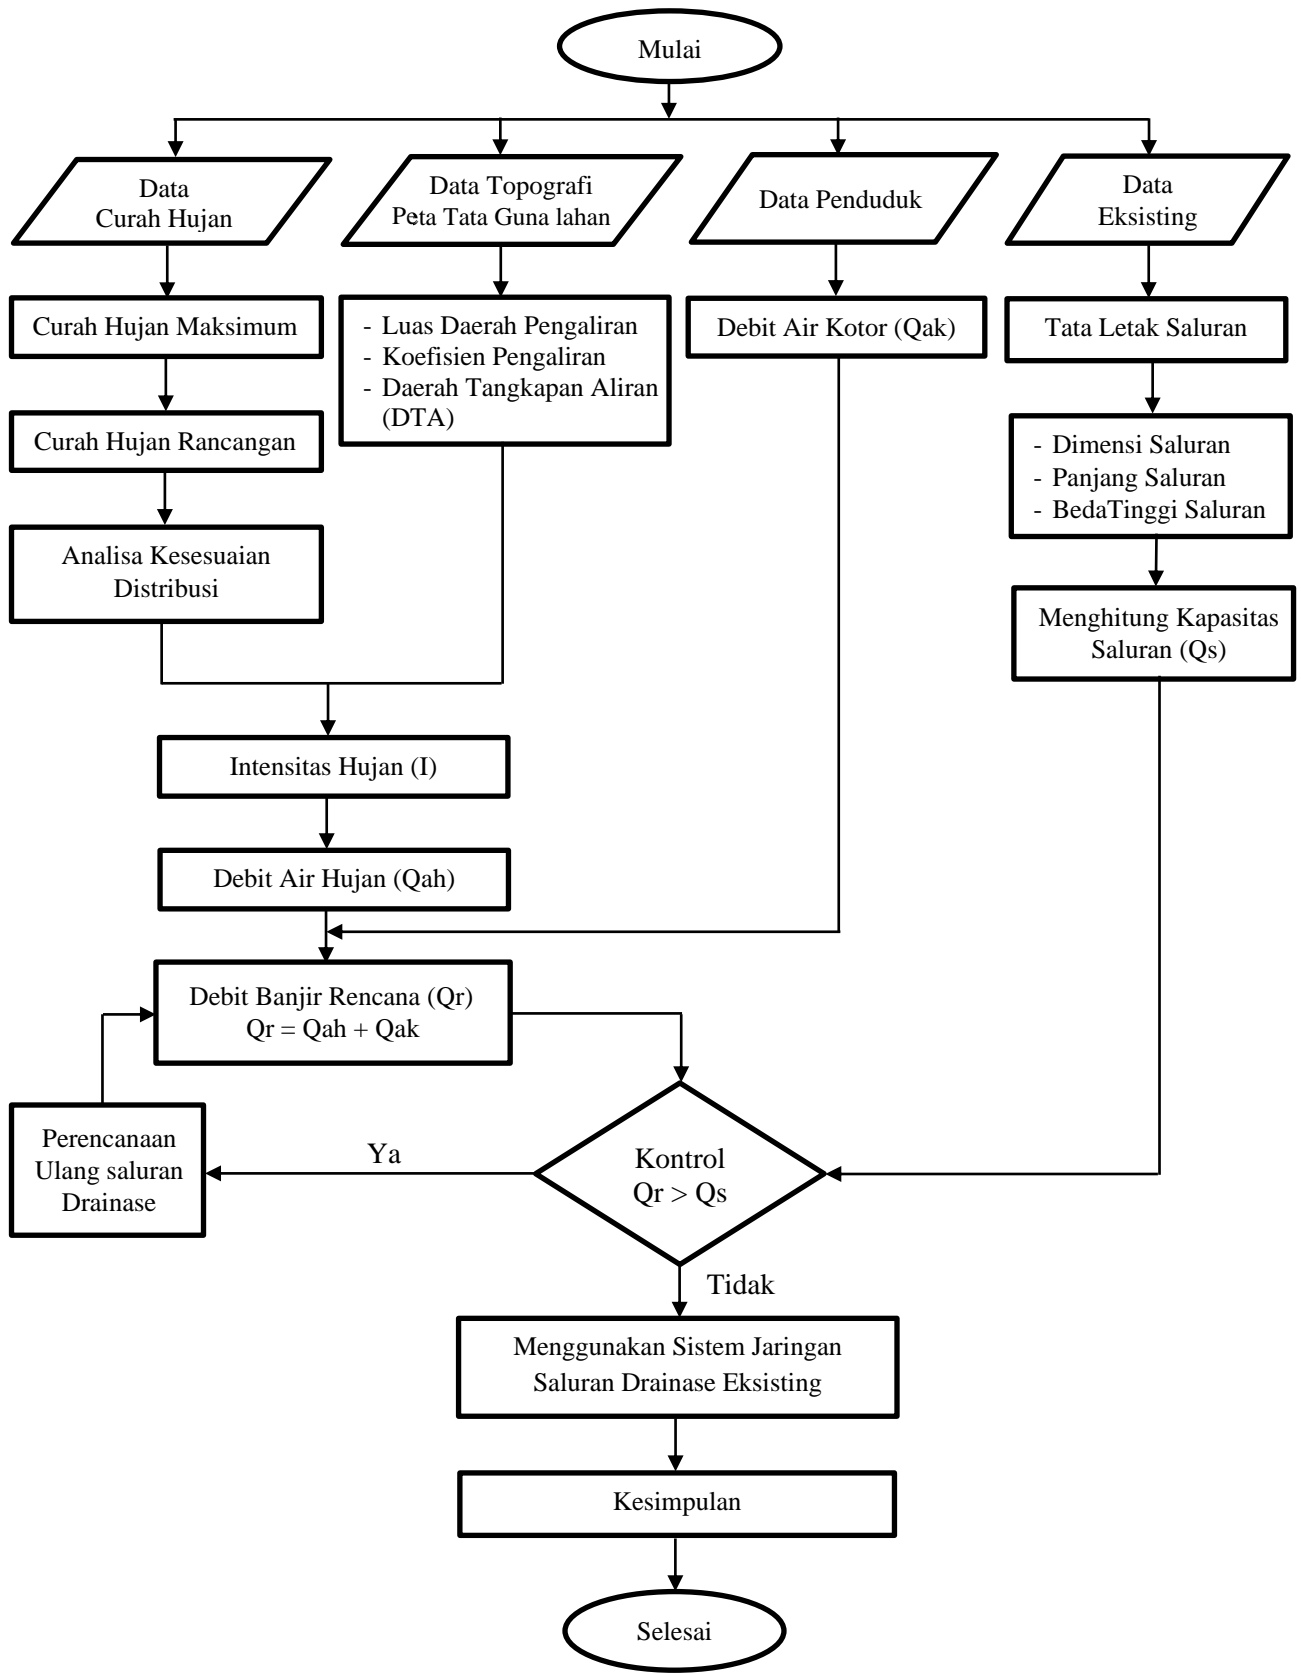 Mulai
Data
Curah Hujan
Data Topografi
Peta Tata Guna lahan
Data Penduduk
Data
Eksisting
Curah Hujan Maksimum
- Luas Daerah Pengaliran
- Koefisien Pengaliran
- Daerah Tangkapan Aliran
(DTA)
Debit Air Kotor (Qak)
Tata Letak Saluran
Curah Hujan Rancangan
- Dimensi Saluran
- Panjang Saluran
- BedaTinggi Saluran
Analisa Kesesuaian
Distribusi
Menghitung Kapasitas
Saluran (Qs)
Intensitas Hujan (I)
Debit Air Hujan (Qah)
Debit Banjir Rencana (Qr)
Qr = Qah + Qak
Perencanaan
Ulang saluran
Drainase
Ya
Kontrol
Qr > Qs
Tidak
Menggunakan Sistem Jaringan
Saluran Drainase Eksisting
Kesimpulan
Selesai